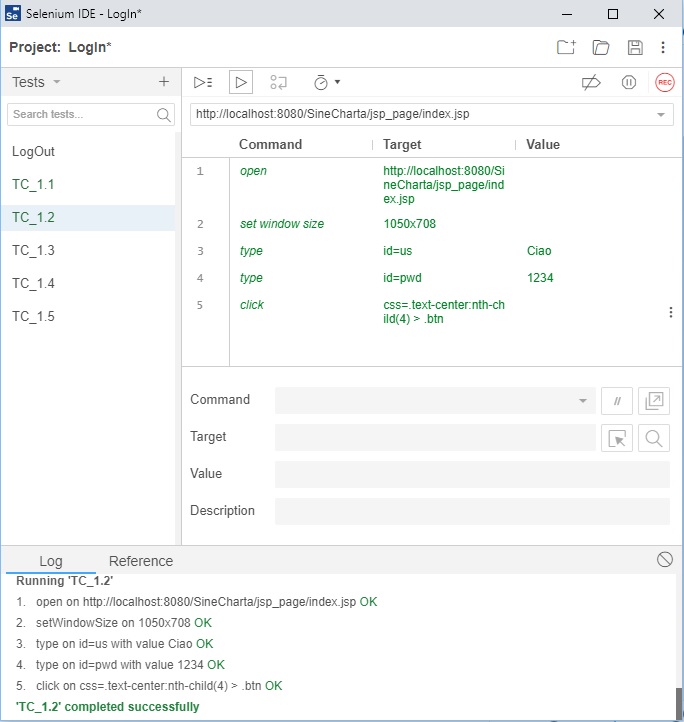 Se Selenium IDE - LogIn*
Project: LogIn*
Tests
REC
Search tests...
http://localhost:8080/SineCharta/jsp_page/index.jsp
LogOut
TC_1.1
TC_1.2
TC_1.3
TC_1.4
TC_1.5
Command Target Value
1 open http://localhost:8080/Si
neCharta/jsp_page/ind
ex.jsp
2 set window size 1050x708
3 type id=us Ciao
4 type id=pwd 1234
5 click css=.text-center:nth-ch
ild(4) > .btn
Command //
Target
Value
Description
Log Reference
Running 'TC_1.2'
1. open on http://localhost:8080/SineCharta/jsp_page/index.jsp OK
2. setWindowSize on 1050x708 OK
3. type on id=us with value Ciao OK
4. type on id=pwd with value 1234 OK
5. click on css=.text-center:nth-child(4) > .btn OK
'TC_1.2' completed successfully